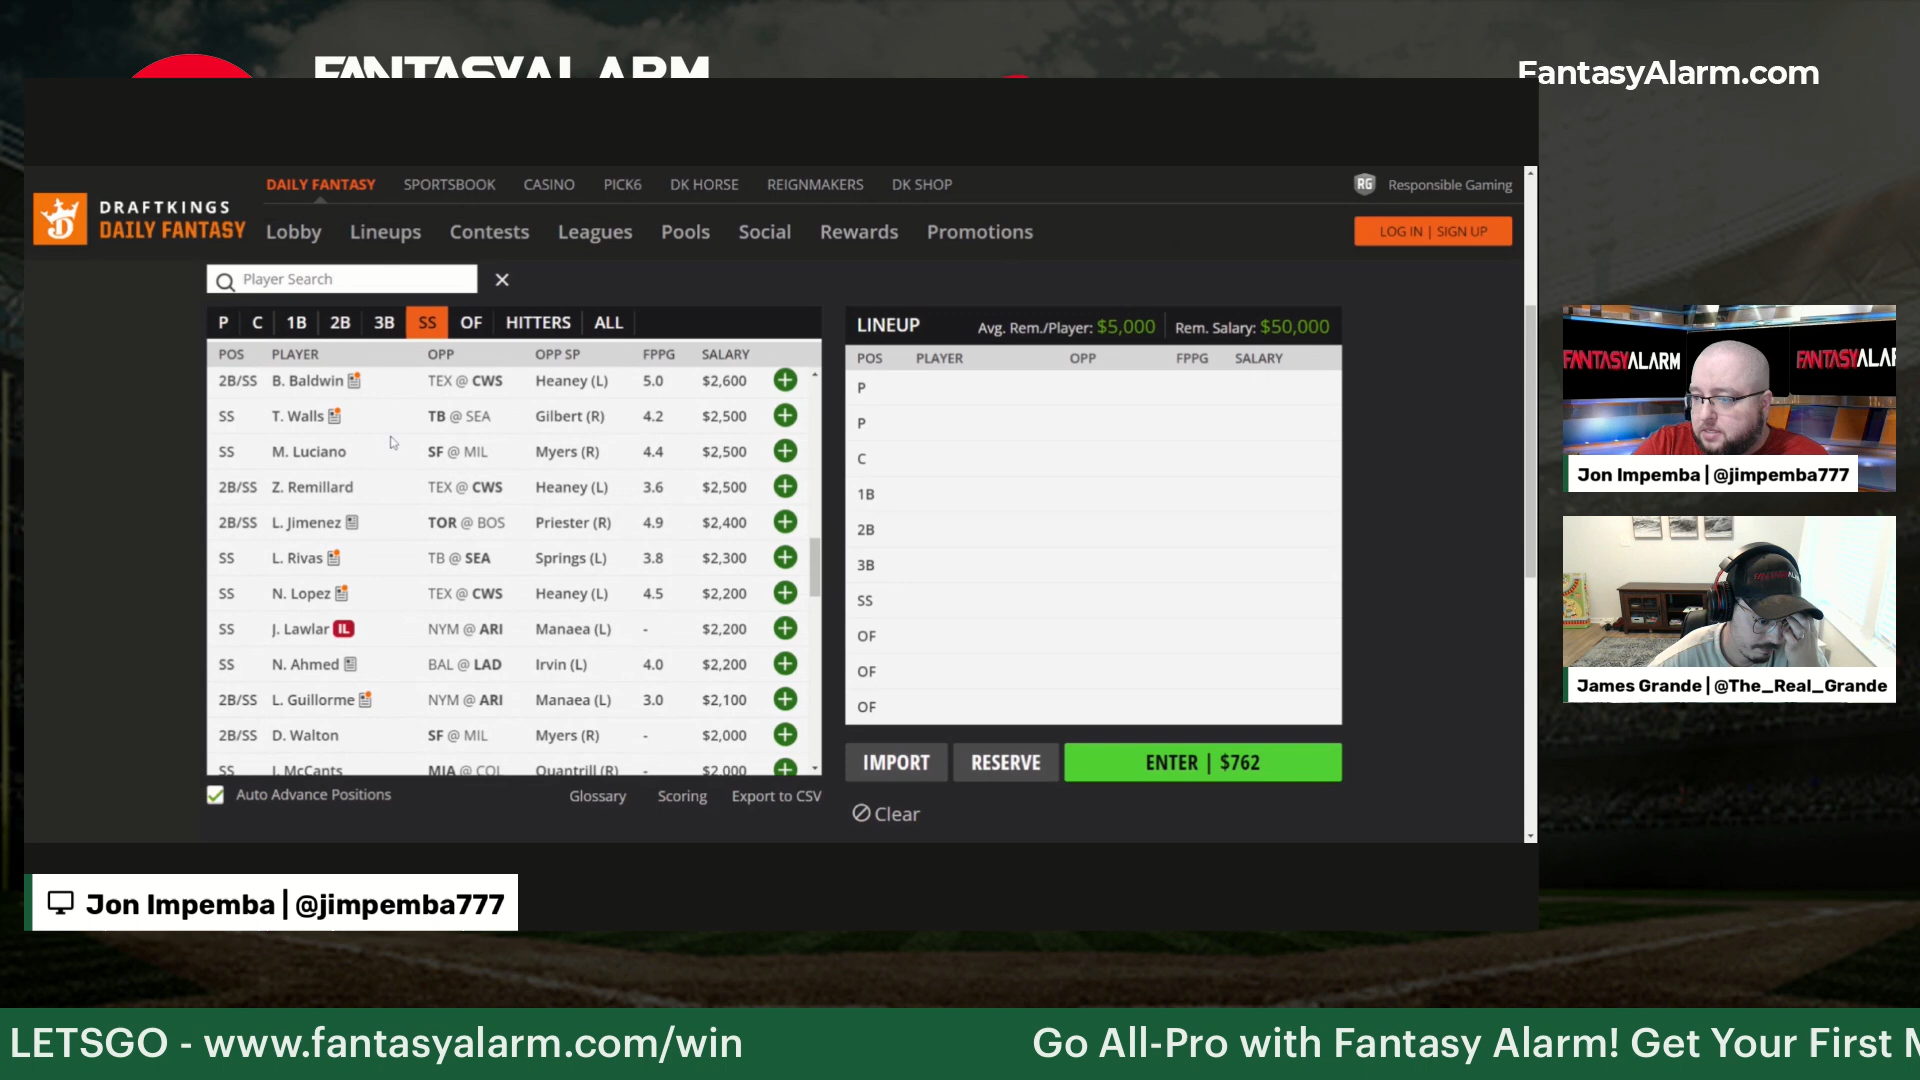 FANTASYALARM
FantasyAlarm.com
DAILY FANTASY SPORTSBOOK CASINO PICK6 DK HORSE REIGNMAKERS DK SHOP
RG Responsible Gaming
DRAFTKINGS
DAILY FANTASY
Lobby Lineups Contests Leagues Pools Social Rewards Promotions
LOG IN | SIGN UP
Player Search
P C 1B 2B 3B SS OF HITTERS ALL
POS PLAYER OPP OPP SP FPPG SALARY
2B/SS B. Baldwin TEX @ CWS Heaney (L) 5.0 $2,600
SS T. Walls TB @ SEA Gilbert (R) 4.2 $2,500
SS M. Luciano SF @ MIL Myers (R) 4.4 $2,500
2B/SS Z. Remillard TEX @ CWS Heaney (L) 3.6 $2,500
2B/SS L. Jimenez TOR @ BOS Priester (R) 4.9 $2,400
SS L. Rivas TB @ SEA Springs (L) 3.8 $2,300
SS N. Lopez TEX @ CWS Heaney (L) 4.5 $2,200
SS J. Lawlar IL NYM @ ARI Manaea (L) - $2,200
SS N. Ahmed BAL @ LAD Irvin (L) 4.0 $2,200
2B/SS L. Guillorme NYM @ ARI Manaea (L) 3.0 $2,100
2B/SS D. Walton SF @ MIL Myers (R) - $2,000
SS J. McCants MIA @ COL Quantrill (R) - $2,000
Auto Advance Positions
Glossary Scoring Export to CSV
LINEUP Avg. Rem./Player: $5,000 Rem. Salary: $50,000
POS PLAYER OPP FPPG SALARY
P
P
C
1B
2B
3B
SS
OF
OF
OF
IMPORT RESERVE ENTER | $762
Clear
FANTASYALARM
FANTASYALAR
Jon Impemba | @jimpemba777
James Grande | @The_Real_Grande
Jon Impemba | @jimpemba777
LETSGO - www.fantasyalarm.com/win Go All-Pro with Fantasy Alarm! Get Your First M